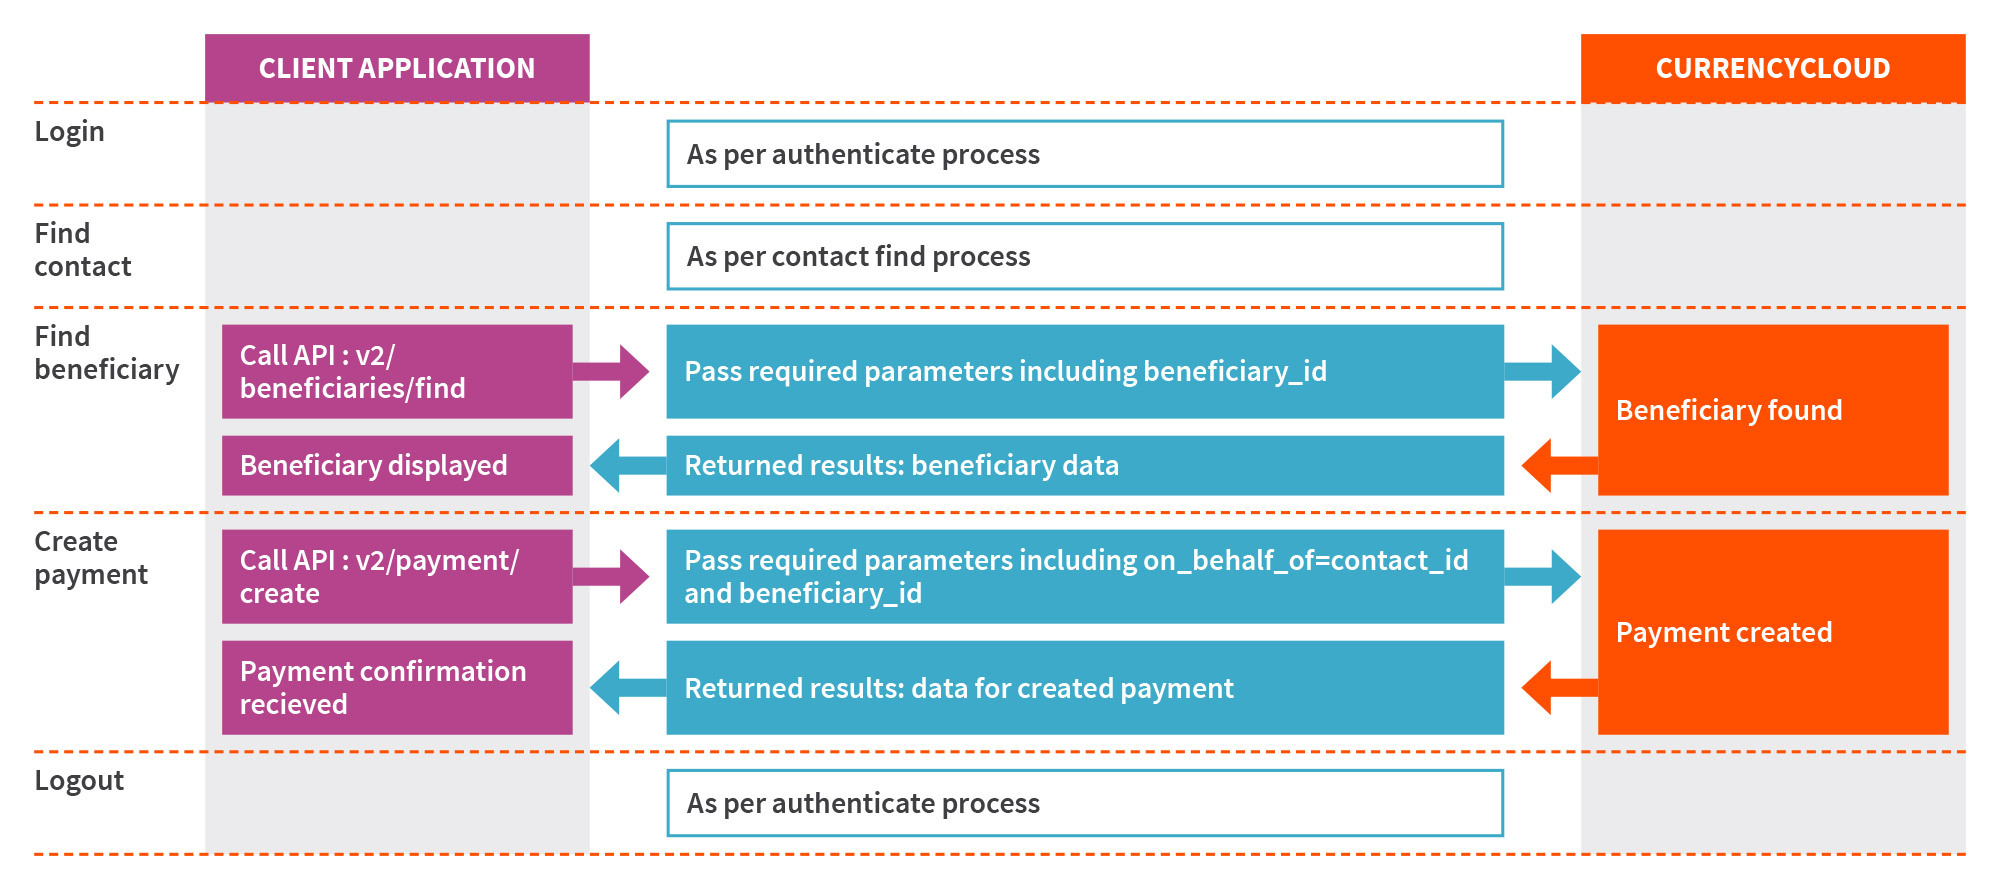 CLIENT APPLICATION
CURRENCYCLOUD
Login
As per authenticate process
Find
contact
As per contact find process
Find
beneficiary
Call API : v2/
beneficiaries/find
Pass required parameters including beneficiary_id
Beneficiary found
Beneficiary displayed
Returned results: beneficiary data
Create
payment
Call API : v2/payment/
create
Pass required parameters including on_behalf_of=contact_id
and beneficiary_id
Payment created
Payment confirmation
recieved
Returned results: data for created payment
Logout
As per authenticate process